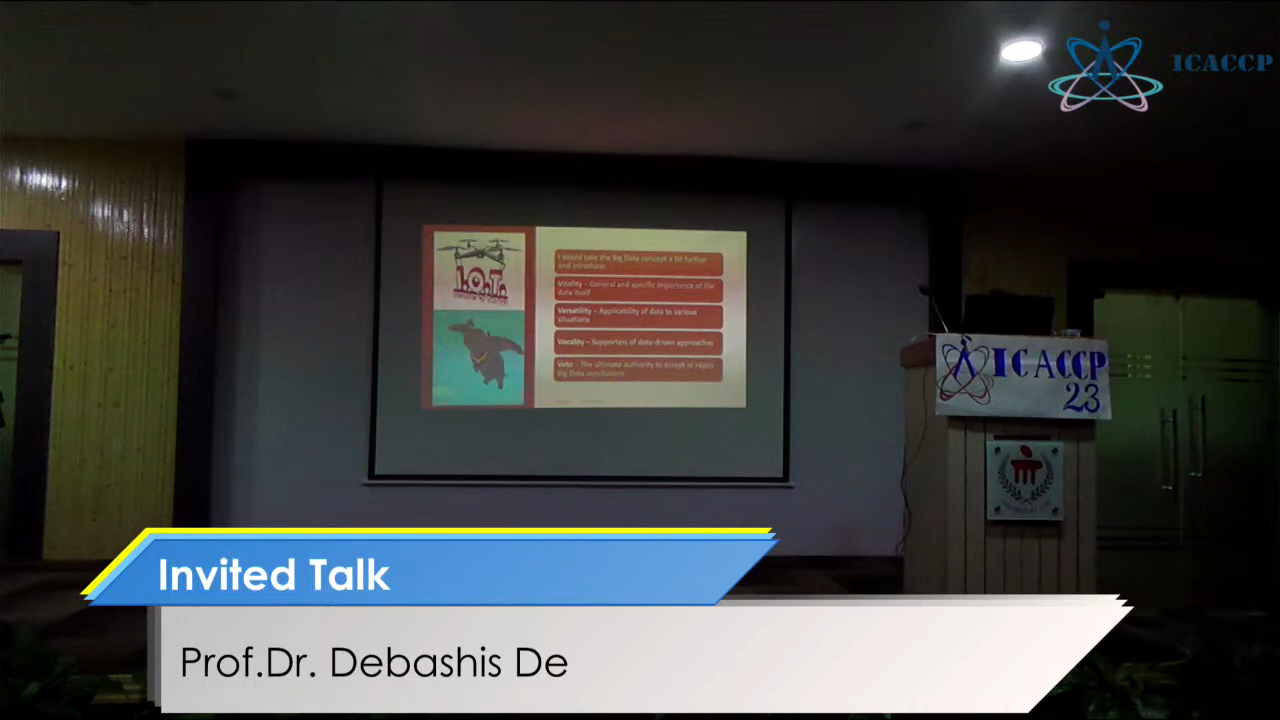 ICACCP
I.O.T.
I would take the Big Data concept a bit further
and introduce:
Vitality – General and specific importance of the
data itself
Versatility – Applicability of data to various
situations
Vocality – Supporters of data-driven approaches
Veto – The ultimate authority to accept or reject
Big Data conclusions
ICACCP
23
Invited Talk
Prof.Dr. Debashis De